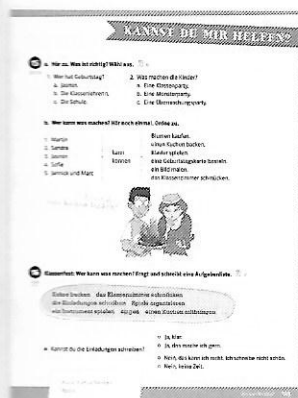 KANNST DU MIR HELFEN?
a. Hör zu. Was ist richtig? Wähl aus.
1. Wer hat Geburtstag?
a. Jasmin.
b. Die Klassenlehrerin.
c. Die Schule.
2. Was machen die Kinder?
a. Eine Klassenparty.
b. Eine Monsterparty.
c. Eine Überraschungsparty.
b. Wer kann was machen? Hör noch einmal. Ordne zu.
1. Martin
2. Sandra
3. Jasmin
4. Sofie
5. Jannick und Mark
kann
können
Blumen kaufen.
einen Kuchen backen.
Klavier spielen.
eine Geburtstagskarte basteln.
ein Bild malen.
das Klassenzimmer schmücken.
Klassenfest: Wer kann was machen? Fragt und schreibt eine Aufgabenliste.
Kuchen backen das Klassenzimmer schmücken
die Einladungen schreiben Spiele organisieren
ein Instrument spielen singen einen Kuchen mitbringen
Kannst du die Einladungen schreiben?
Ja, klar.
Ja, das mache ich gern.
Nein, das kann ich nicht. Ich schreibe nicht schön.
Nein, keine Zeit.